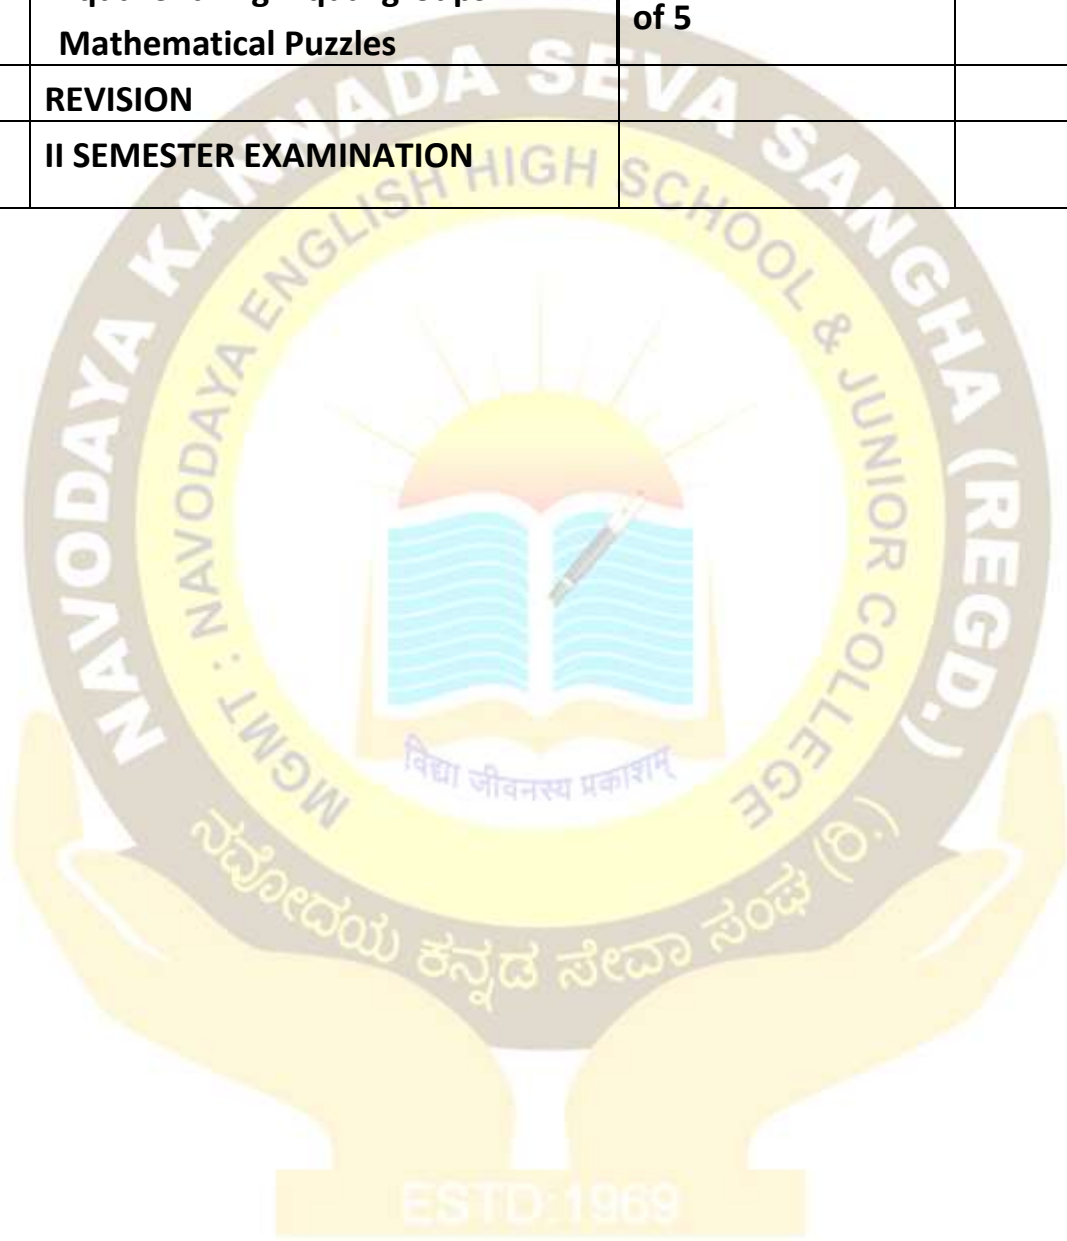 of 5
Mathematical Puzzles
REVISION
II SEMESTER EXAMINATION
NAVODAYA KANNADA SEVA SANGHA (REGD.)
MGMT : NAVODAYA ENGLISH HIGH SCHOOL & JUNIOR COLLEGE
विद्या जीवनस्य प्रकाशम्
ನವೋದಯ ಕನ್ನಡ ಸೇವಾ ಸಂಘ (ರಿ.)
ESTD:1969